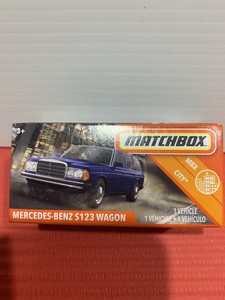 3+
MATCHBOX
MBX
CITY
MERCEDES-BENZ S123 WAGON
1 VEHICLE
1 VÉHICULE • 1 VEHÍCULO